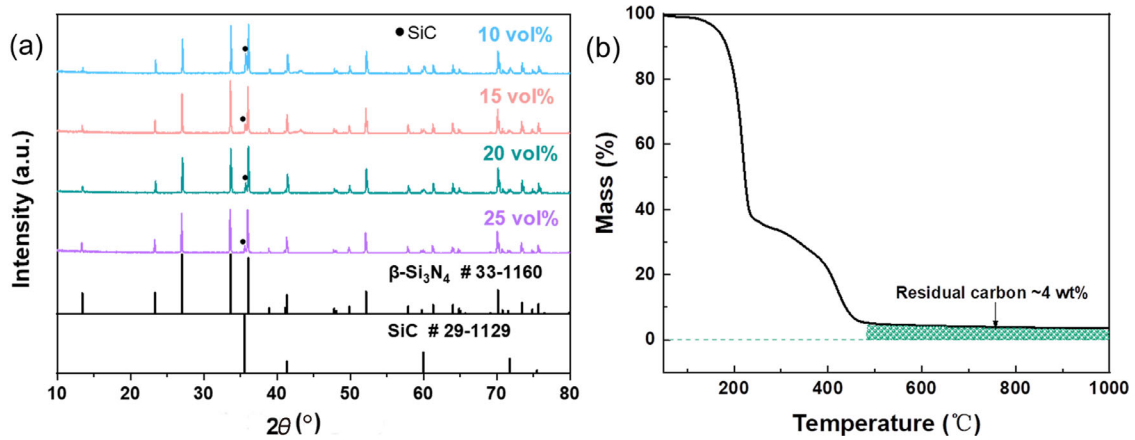 (a)
● SiC
10 vol%
15 vol%
20 vol%
25 vol%
β-Si₃N₄ # 33-1160
SiC # 29-1129
Intensity (a.u.)
10 20 30 40 50 60 70 80
2θ (°)
(b)
100
80
60
40
20
0
Mass (%)
Residual carbon ~4 wt%
200 400 600 800 1000
Temperature (℃)